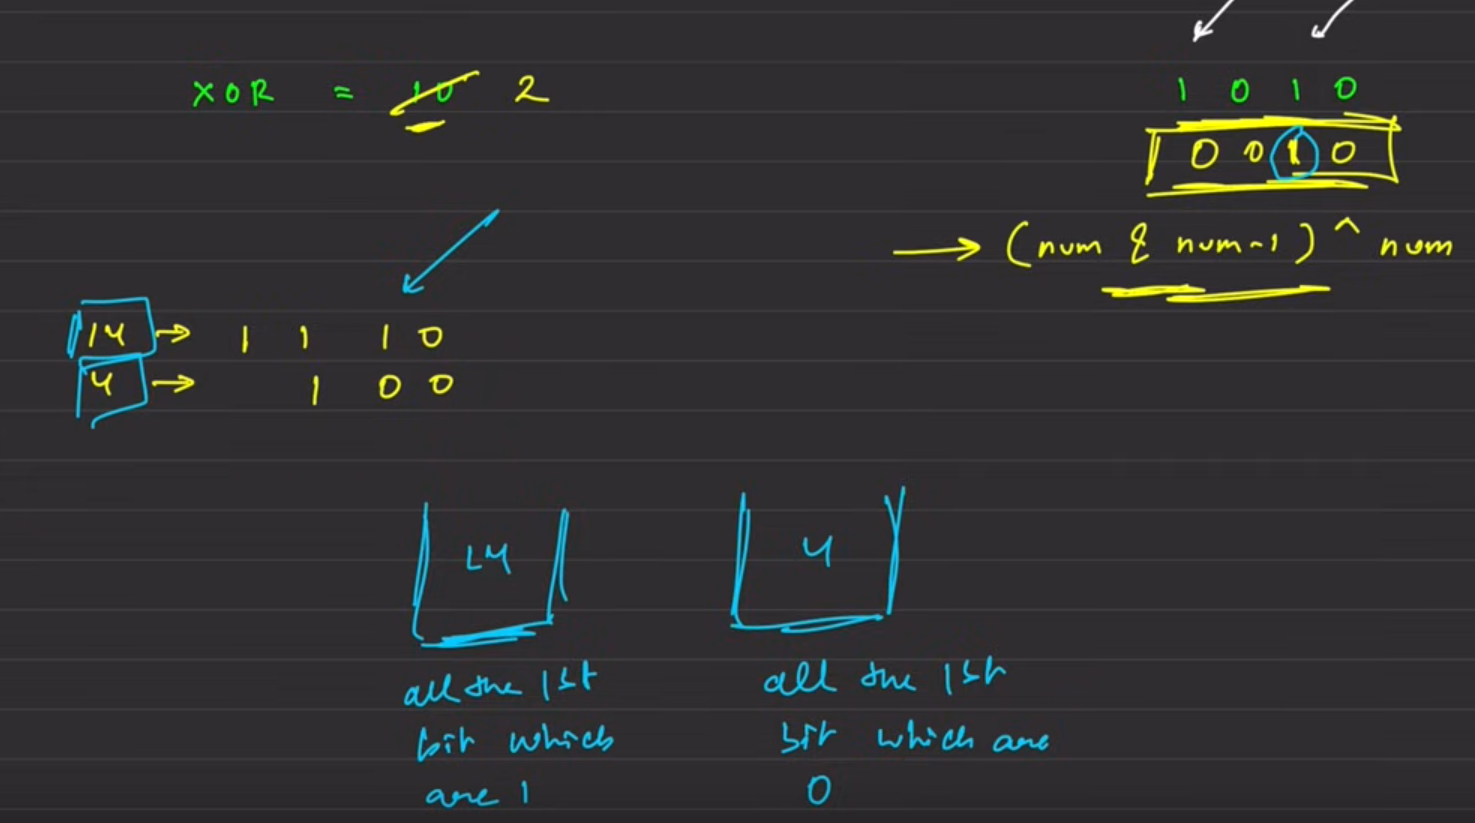 XOR = 10 2
1 0 1 0
0 0 1 0
(num & num-1) ^ num
14 → 1 1 1 0
4 → 1 0 0
14
4
all the 1st
bit which
are 1
all the 1st
bit which are
0